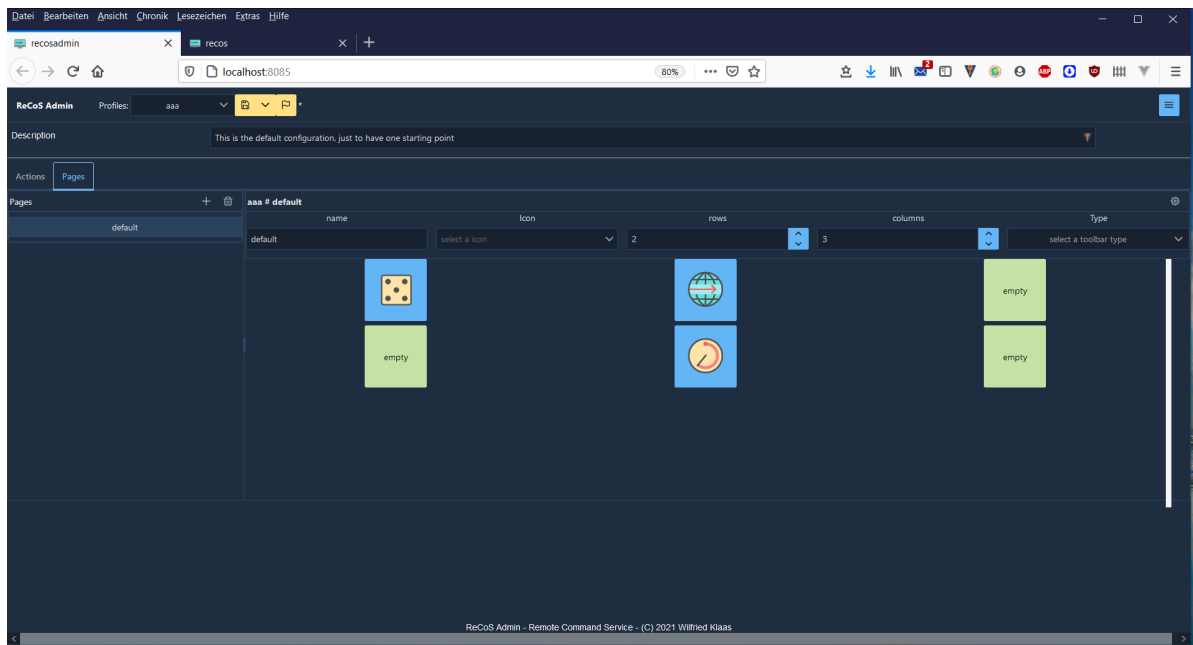 Datei Bearbeiten Ansicht Chronik Lesezeichen Extras Hilfe
recosadmin recos
localhost:8085 80% 2 ABP
ReCoS Admin Profiles: aaa *
Description This is the default configuration, just to have one starting point
Actions Pages
Pages aaa # default
name Icon rows columns Type
default default select a icon 2 3 select a toolbar type
empty
empty empty
ReCoS Admin - Remote Command Service - (C) 2021 Wilfried Klaas